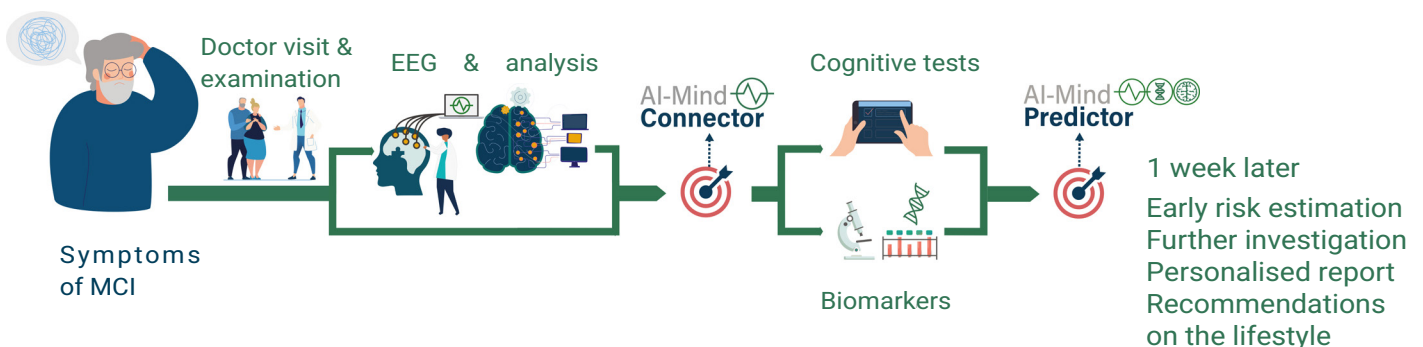 Symptoms
of MCI
Doctor visit &
examination
EEG & analysis
AI-Mind
Connector
Cognitive tests
Biomarkers
AI-Mind
Predictor
1 week later
Early risk estimation
Further investigation
Personalised report
Recommendations
on the lifestyle